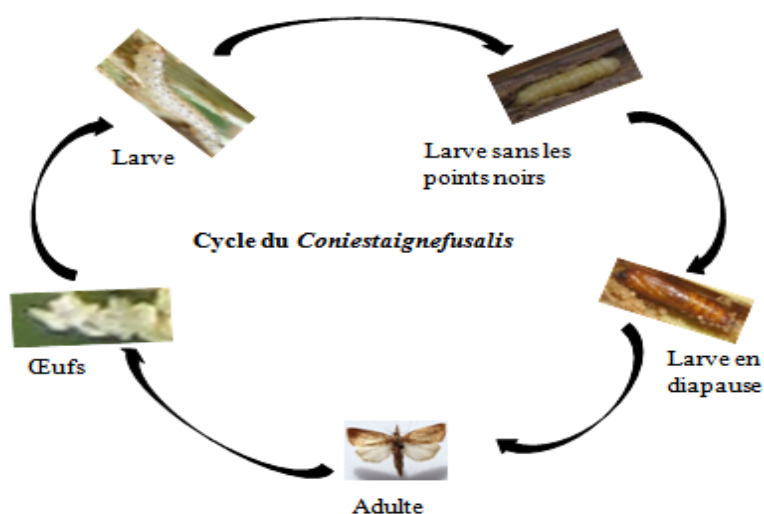 Larve
Larve sans les
points noirs
Cycle du Coniestaignefusalis
Œufs
Larve en
diapause
Adulte